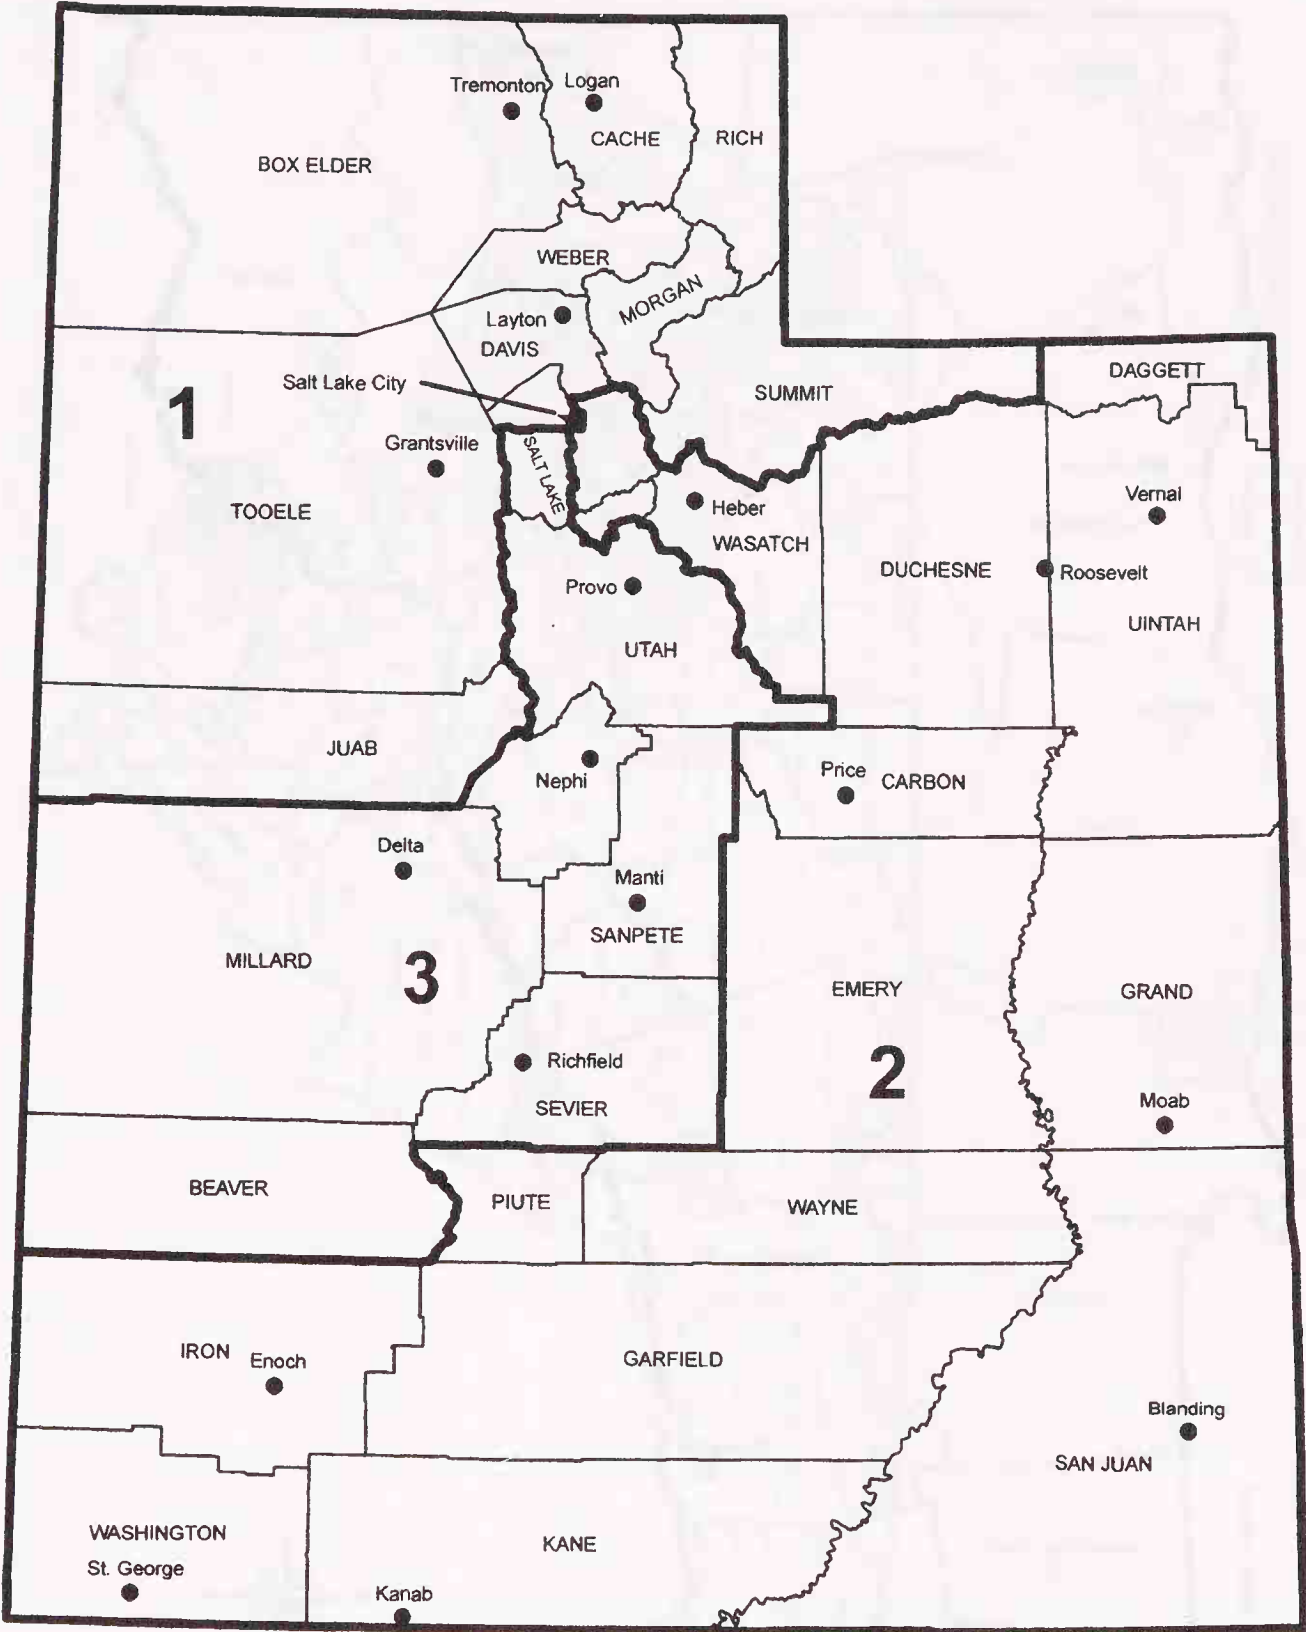 Tremonton
Logan
CACHE
RICH
BOX ELDER
WEBER
MORGAN
Layton
DAVIS
Salt Lake City
SUMMIT
DAGGETT
1
Grantsville
SALT LAKE
TOOELE
Vernal
Heber
WASATCH
DUCHESNE
Roosevelt
Provo
UINTAH
UTAH
JUAB
Nephi
Price
CARBON
Delta
Manti
SANPETE
MILLARD
3
EMERY
GRAND
2
Richfield
SEVIER
Moab
BEAVER
PIUTE
WAYNE
IRON
Enoch
GARFIELD
Blanding
SAN JUAN
WASHINGTON
St. George
KANE
Kanab